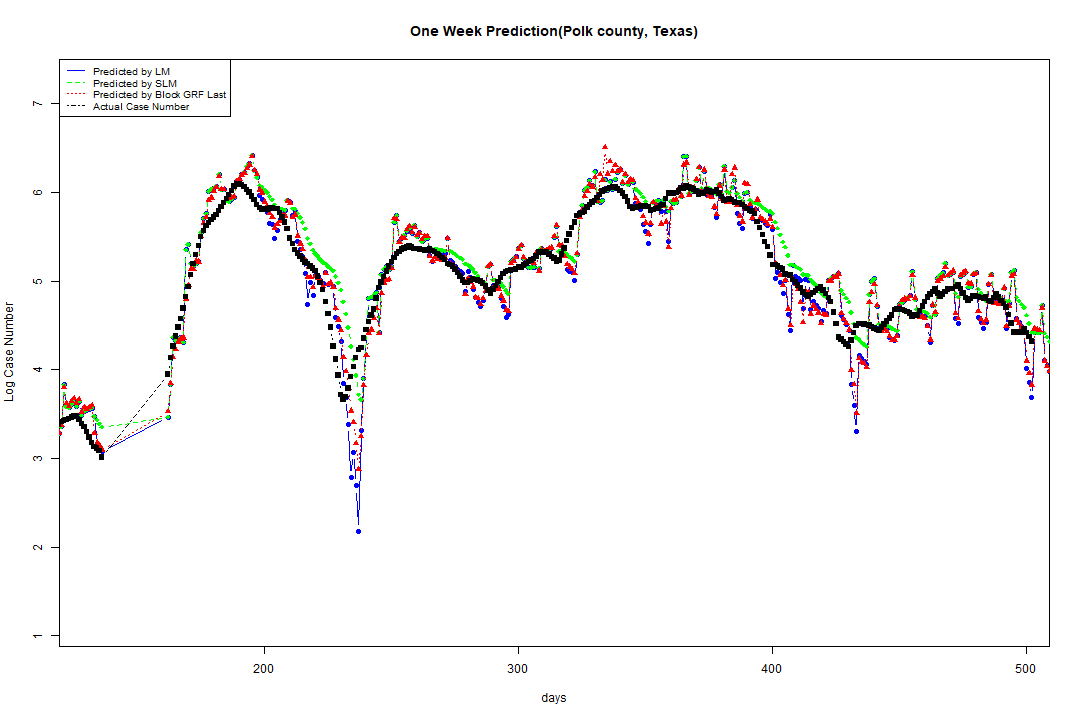 One Week Prediction(Polk county, Texas)
Predicted by LM
Predicted by SLM
Predicted by Block GRF Last
Actual Case Number
7
6
5
4
3
2
1
Log Case Number
200
300
400
500
days